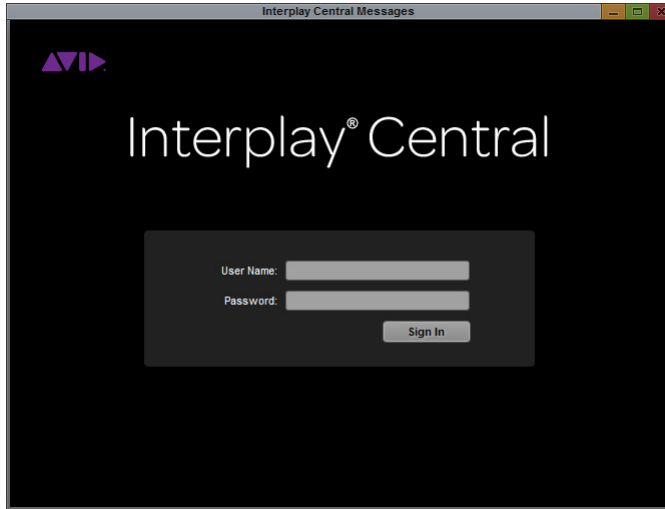 Interplay Central Messages
AVID
Interplay® Central
User Name:
Password:
Sign In